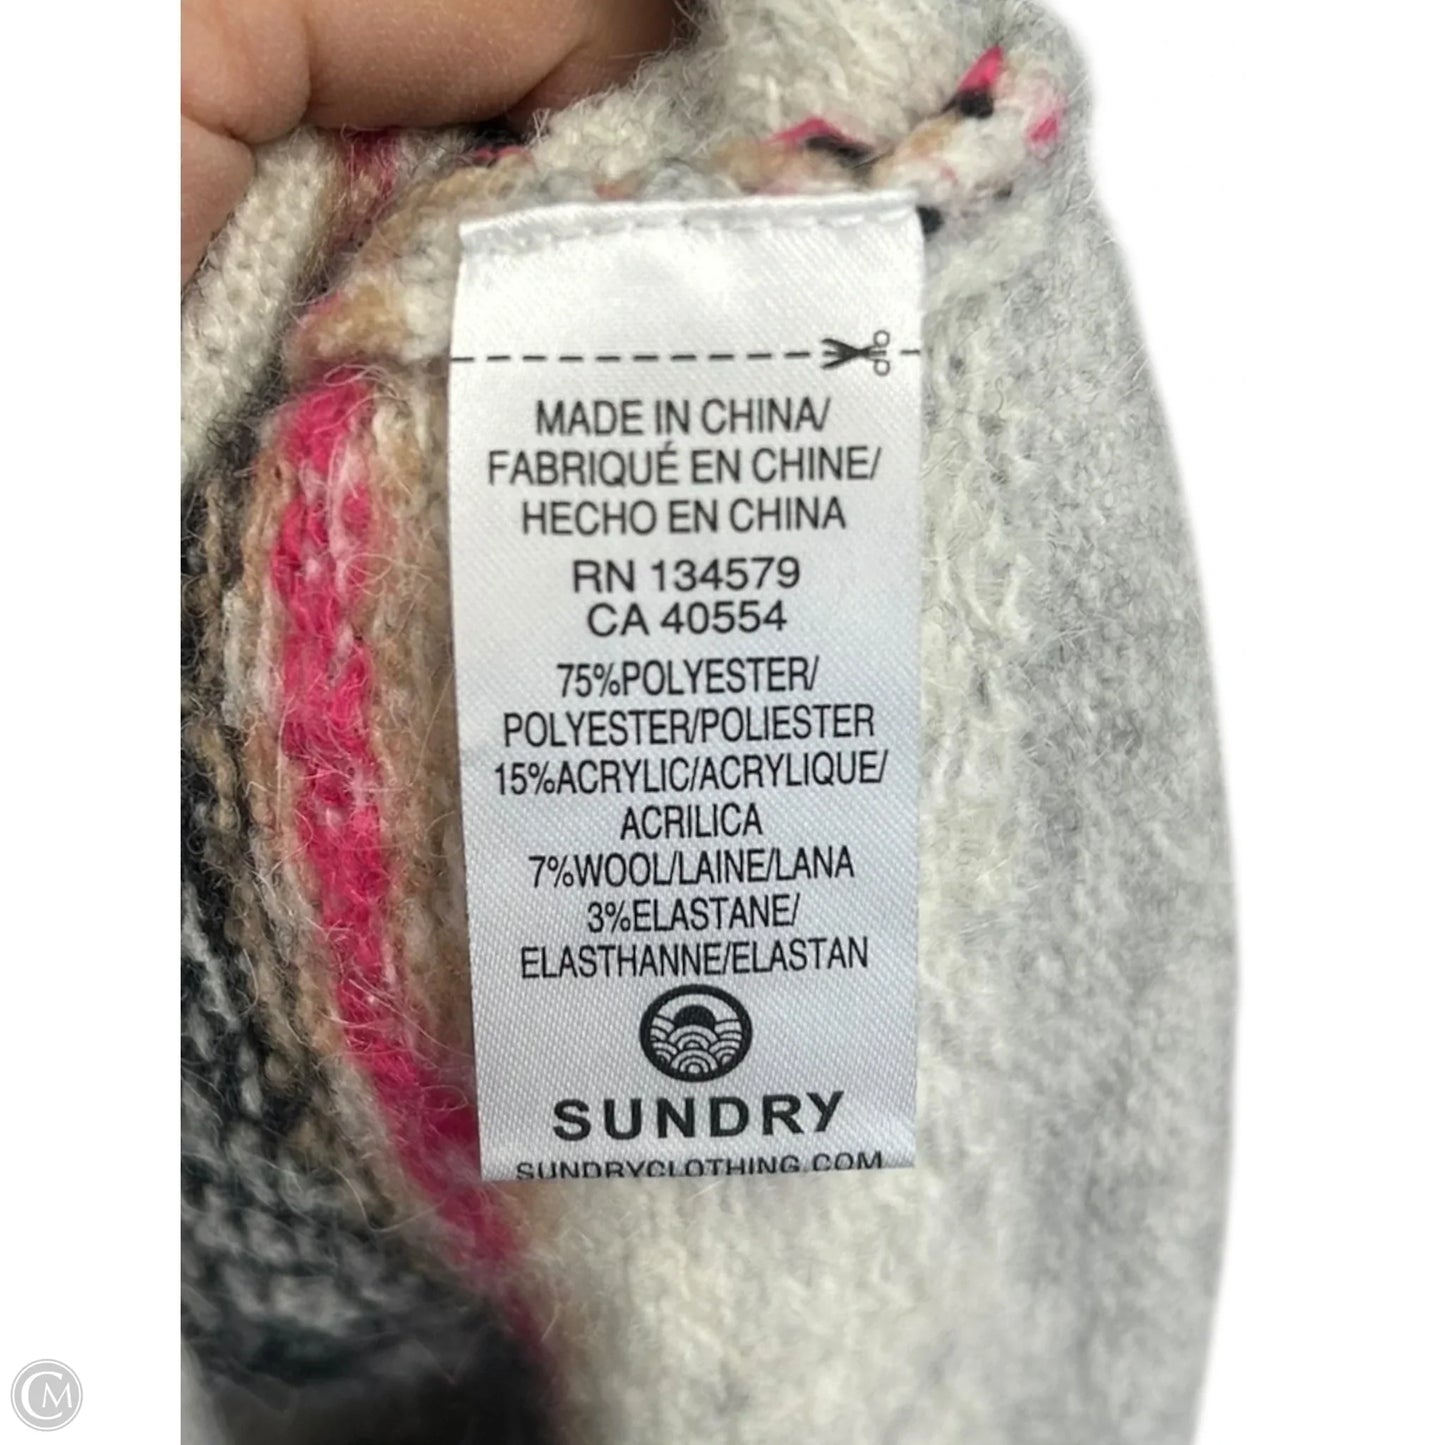 MADE IN CHINA/
FABRIQUÉ EN CHINE/
HECHO EN CHINA
RN 134579
CA 40554
75%POLYESTER/
POLYESTER/POLIESTER
15%ACRYLIC/ACRYLIQUE/
ACRILICA
7%WOOL/LAINE/LANA
3%ELASTANE/
ELASTHANNE/ELASTAN
SUNDRY
SUNDRYCLOTHING.COM
CM